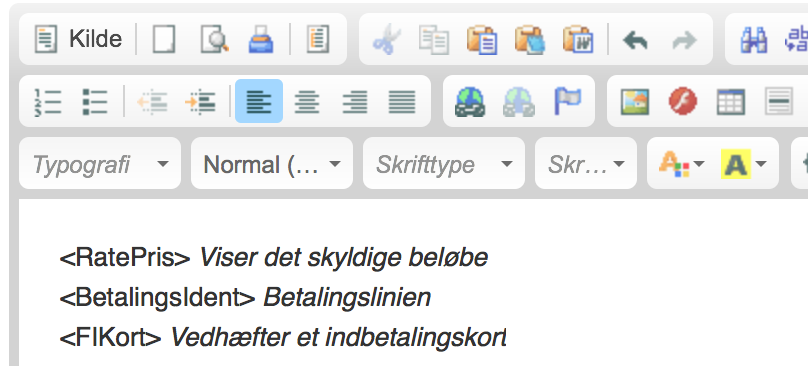 Kilde
Typografi Normal (... Skrifttype Skr...
<RatePris> Viser det skyldige beløbe
<BetalingsIdent> Betalingslinien
<FIKort> Vedhæfter et indbetalingskort